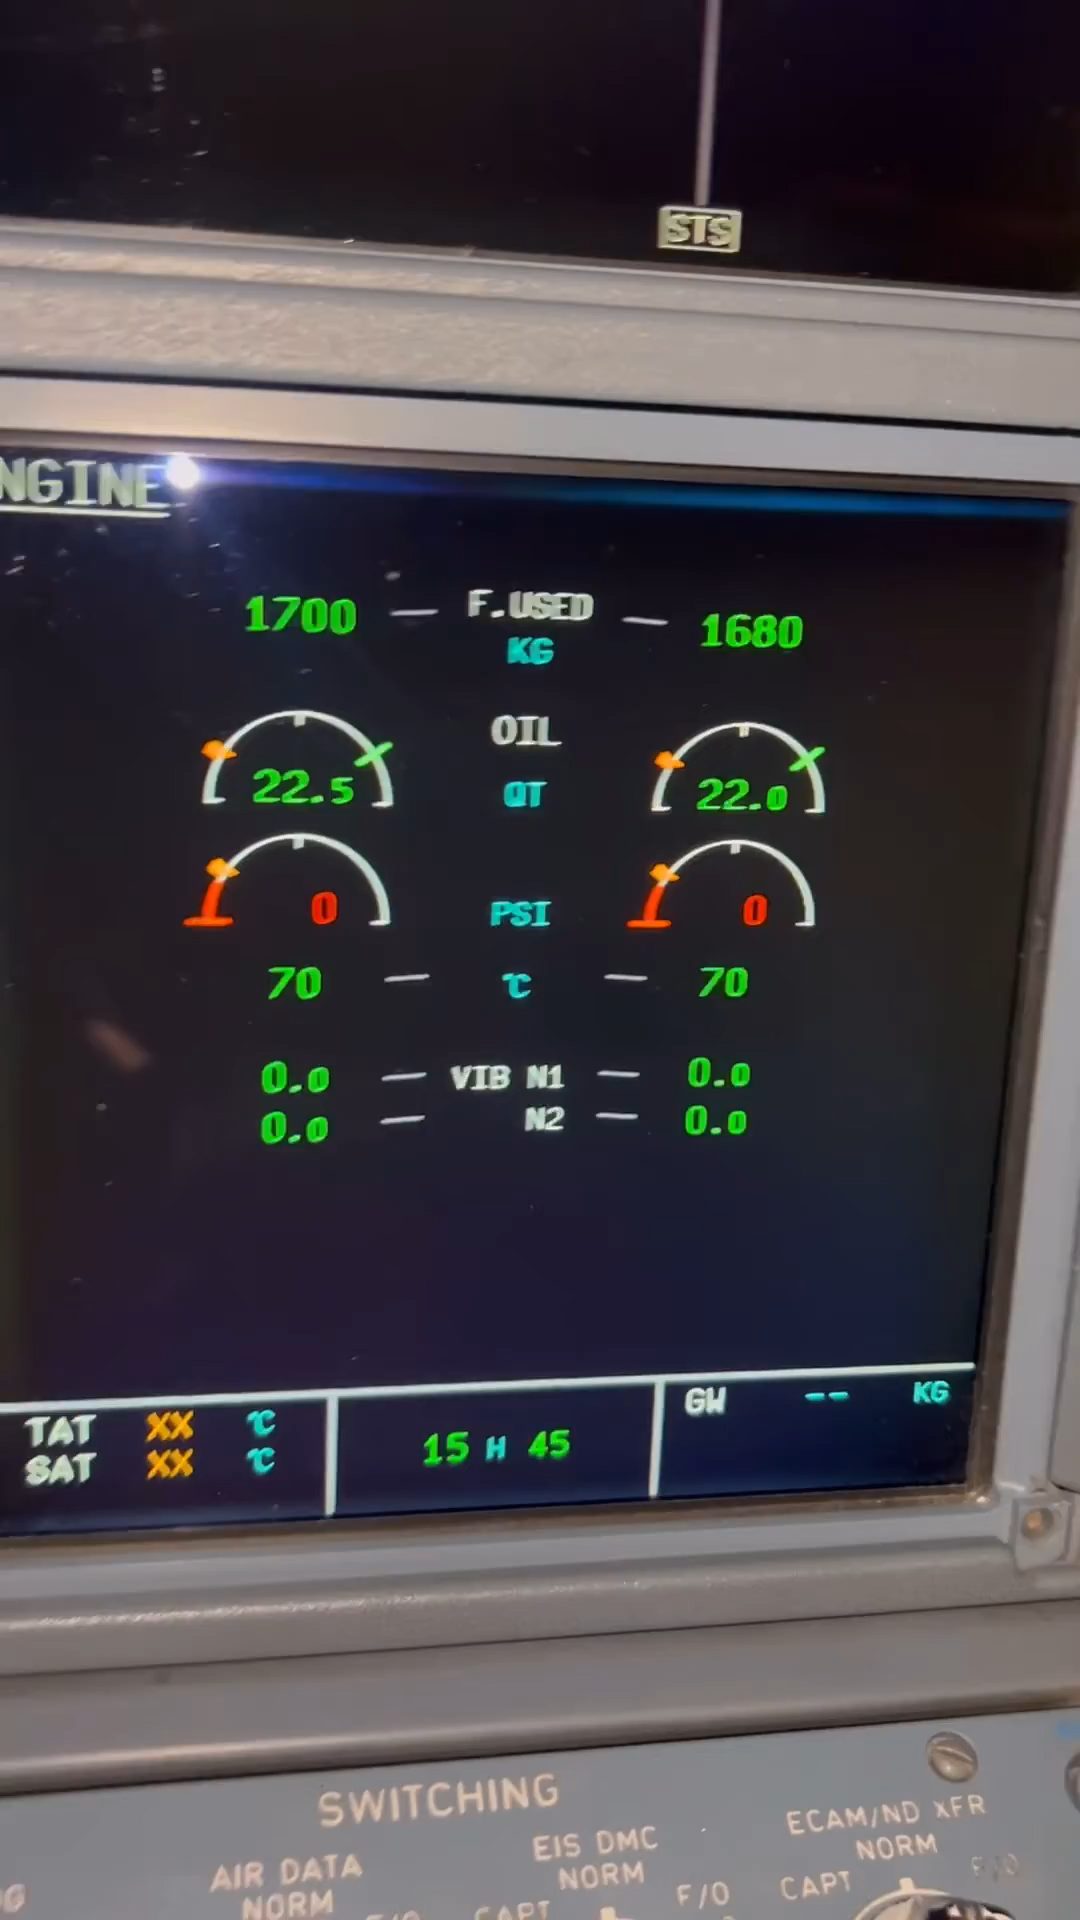 STS
NGINE
1700 — F.USED — 1680
KG
OIL
22.5 QT 22.0
0 PSI 0
70 — °C — 70
0.0 — VIB N1 — 0.0
0.0 — N2 — 0.0
TAT XX °C
SAT XX °C
15 H 45
GW -- KG
SWITCHING
AIR DATA
NORM
EIS DMC
NORM
CAPT F/O
ECAM/ND XFR
NORM
CAPT F/O